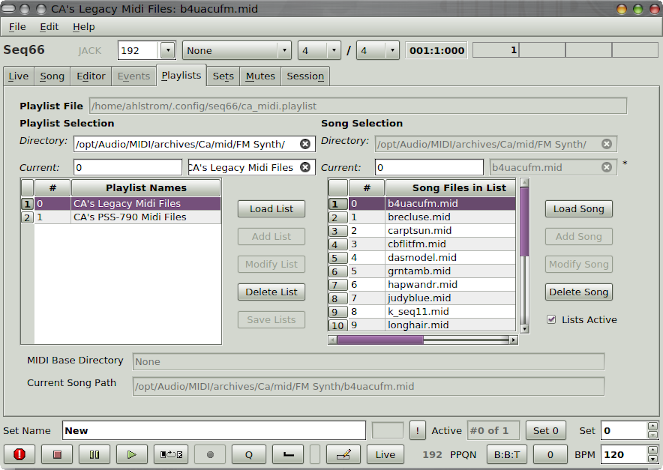 CA's Legacy Midi Files: b4uacufm.mid
File Edit Help
Seq66 JACK 192 None 4 / 4 001:1:000 1
Live Song Editor Events Playlists Sets Mutes Session
Playlist File /home/ahlstrom/.config/seq66/ca_midi.playlist
Playlist Selection Song Selection
Directory: /opt/Audio/MIDI/archives/Ca/mid/FM Synth/ Directory: /opt/Audio/MIDI/archives/Ca/mid/FM Synth/
Current: 0 CA's Legacy Midi Files Current: 0 b4uacufm.mid *
# Playlist Names # Song Files in List
1 0 CA's Legacy Midi Files Load List 1 0 b4uacufm.mid Load Song
2 1 CA's PSS-790 Midi Files 2 1 brecluse.mid
Add List 3 2 carptsun.mid Add Song
4 3 cbflitfm.mid
Modify List 5 4 dasmodel.mid Modify Song
6 5 grntamb.mid
Delete List 7 6 hapwandr.mid Delete Song
8 7 judyblue.mid
Save Lists 9 8 k_seq11.mid Lists Active
10 9 longhair.mid
MIDI Base Directory None
Current Song Path /opt/Audio/MIDI/archives/Ca/mid/FM Synth/b4uacufm.mid
Set Name New ! Active #0 of 1 Set 0 Set 0
Q Live 192 PPQN B:B:T 0 BPM 120